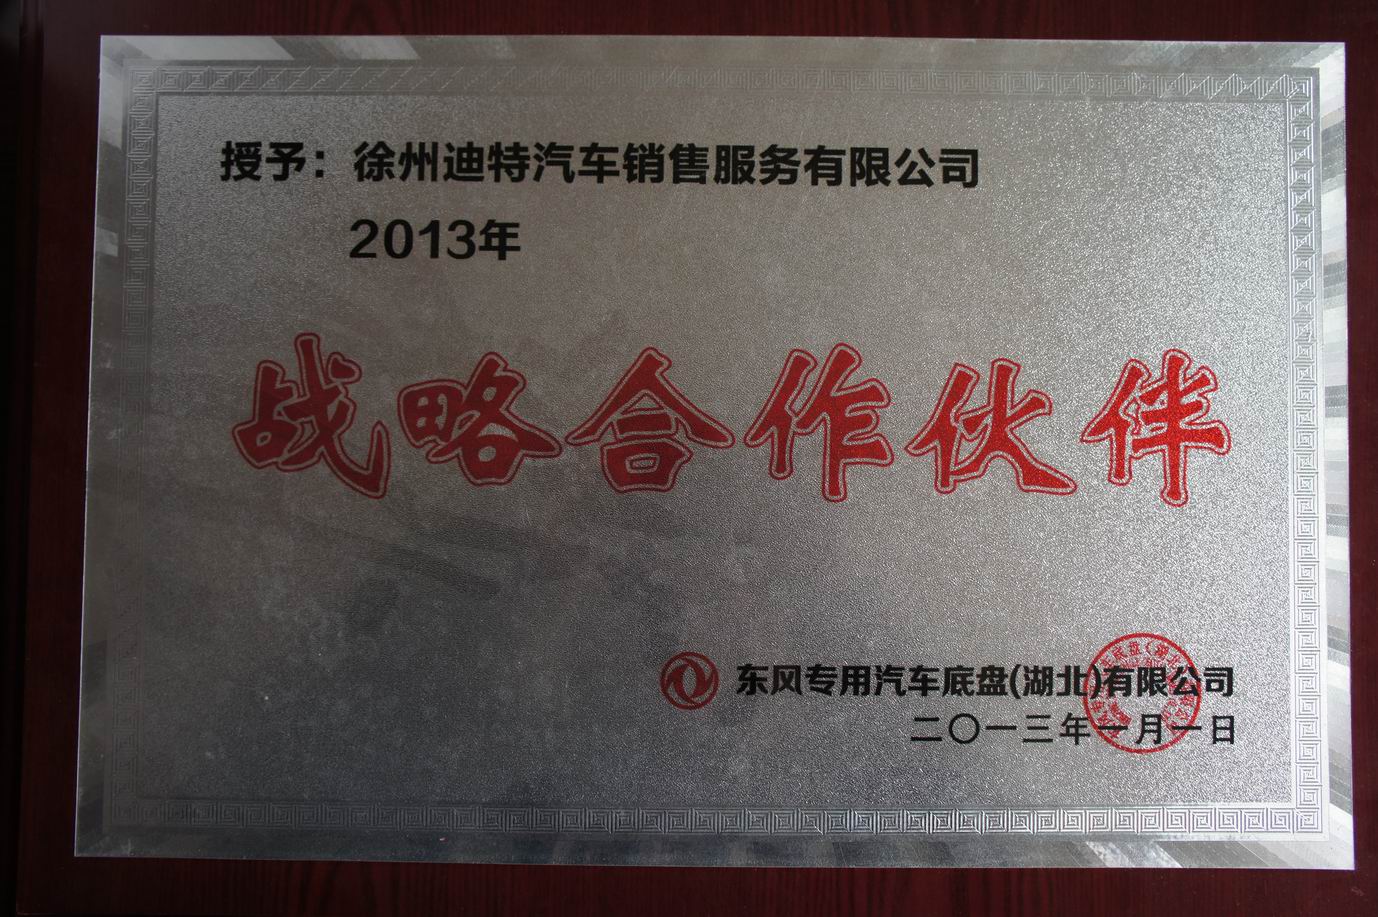 授予：徐州迪特汽车销售服务有限公司
2013年
战略合作伙伴
东风专用汽车底盘(湖北)有限公司
二〇一三年一月一日